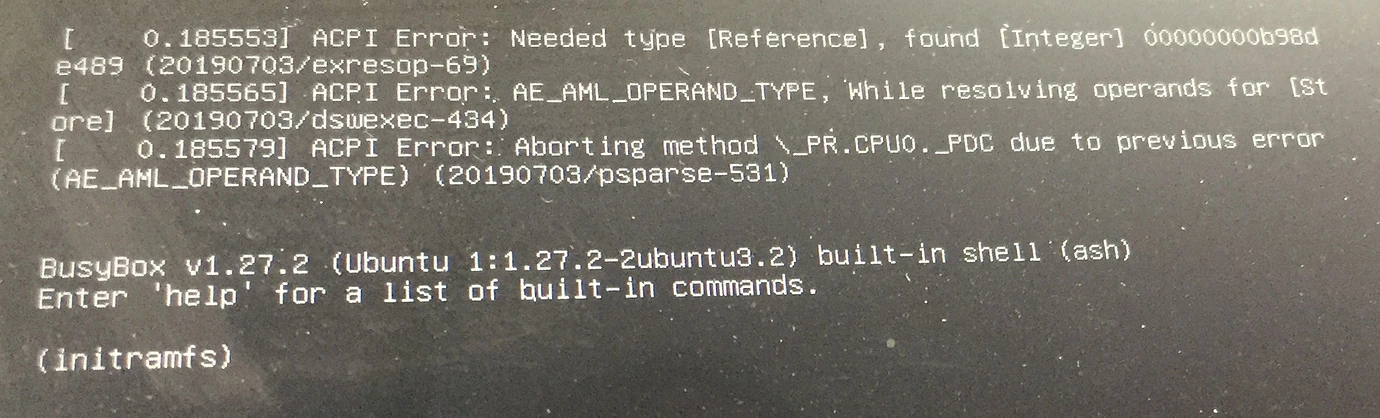 [    0.185553] ACPI Error: Needed type [Reference], found [Integer] 00000000b98d
e489 (20190703/exresop-69)
[    0.185565] ACPI Error: AE_AML_OPERAND_TYPE, While resolving operands for [St
ore] (20190703/dswexec-434)
[    0.185579] ACPI Error: Aborting method \_PR.CPU0._PDC due to previous error
(AE_AML_OPERAND_TYPE) (20190703/psparse-531)
BusyBox v1.27.2 (Ubuntu 1:1.27.2-2ubuntu3.2) built-in shell (ash)
Enter 'help' for a list of built-in commands.
(initramfs)